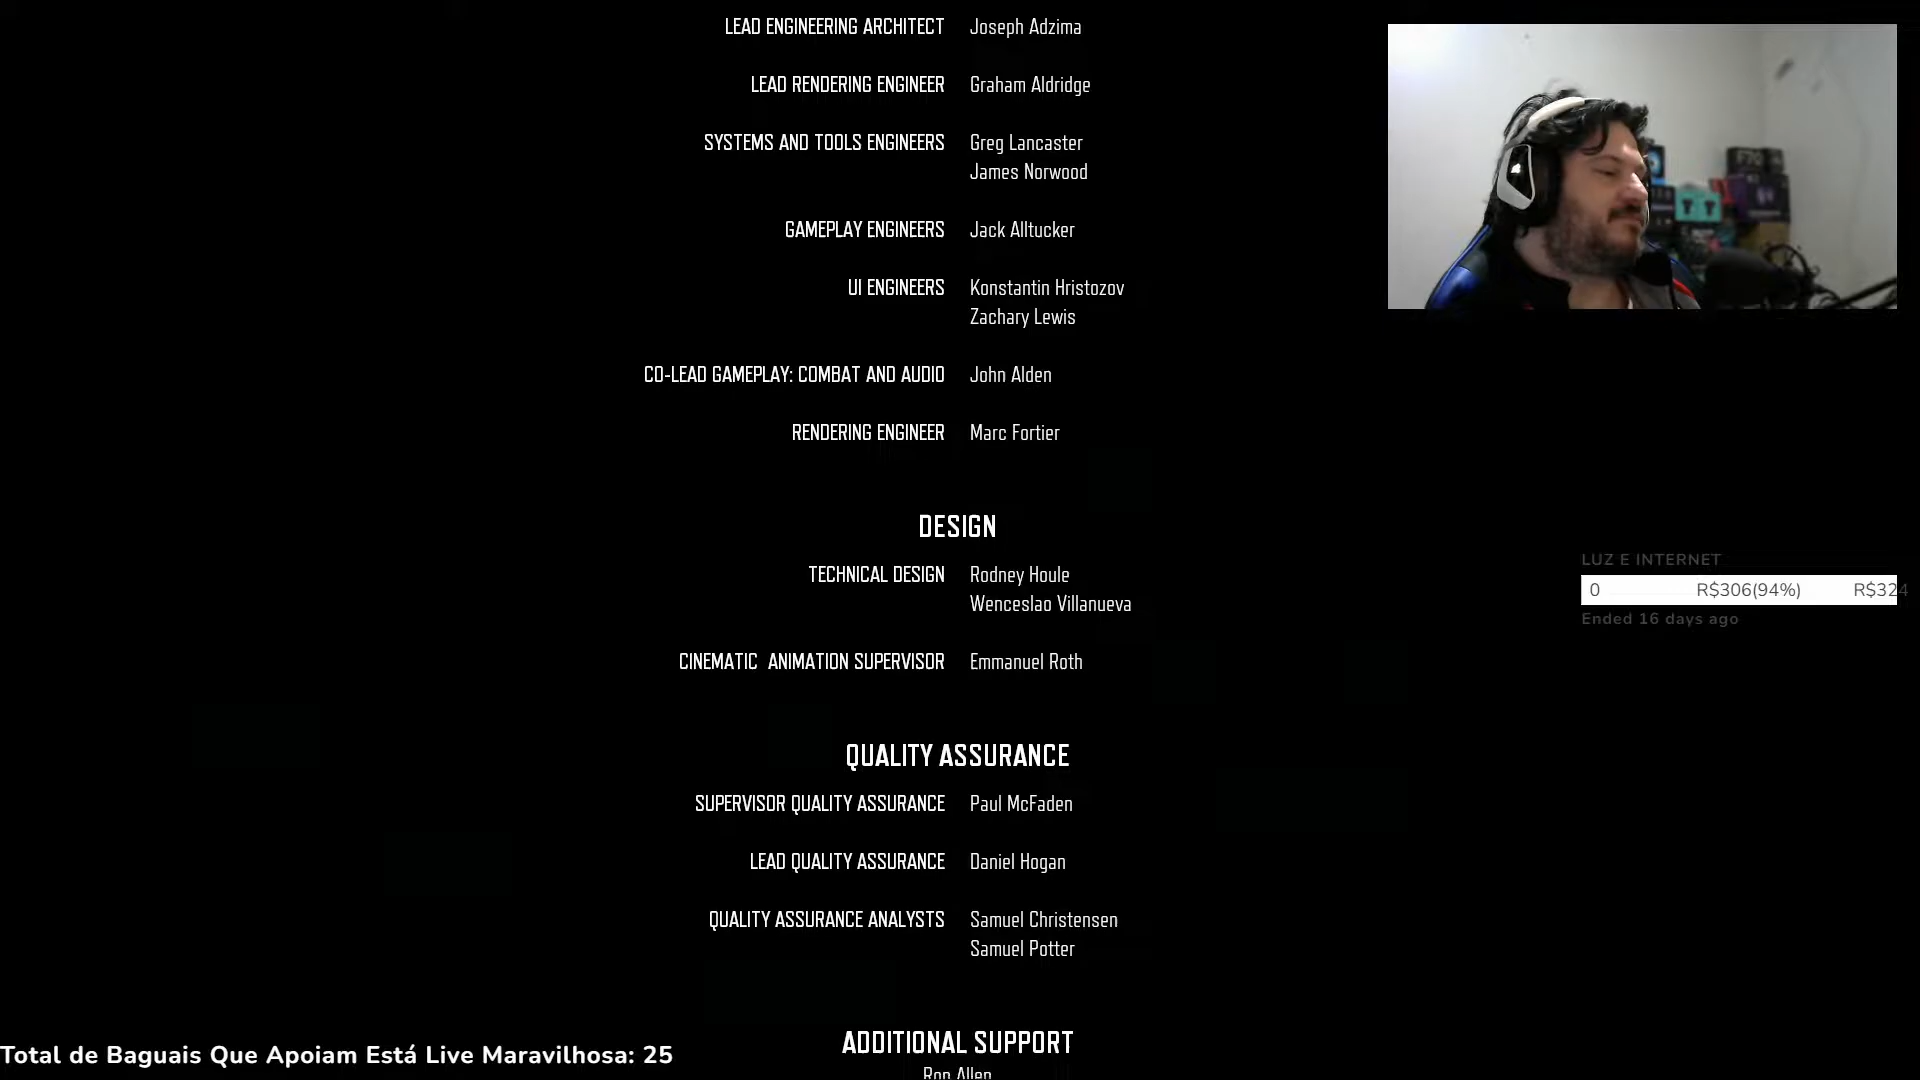 LEAD ENGINEERING ARCHITECT Joseph Adzima
LEAD RENDERING ENGINEER Graham Aldridge
SYSTEMS AND TOOLS ENGINEERS Greg Lancaster
James Norwood
GAMEPLAY ENGINEERS Jack Alltucker
UI ENGINEERS Konstantin Hristozov
Zachary Lewis
CO-LEAD GAMEPLAY: COMBAT AND AUDIO John Alden
RENDERING ENGINEER Marc Fortier
DESIGN
TECHNICAL DESIGN Rodney Houle
Wenceslao Villanueva
CINEMATIC ANIMATION SUPERVISOR Emmanuel Roth
QUALITY ASSURANCE
SUPERVISOR QUALITY ASSURANCE Paul McFaden
LEAD QUALITY ASSURANCE Daniel Hogan
QUALITY ASSURANCE ANALYSTS Samuel Christensen
Samuel Potter
ADDITIONAL SUPPORT
Ron Allen
LUZ E INTERNET
0 R$306(94%) R$324
Ended 16 days ago
Total de Baguais Que Apoiam Está Live Maravilhosa: 25